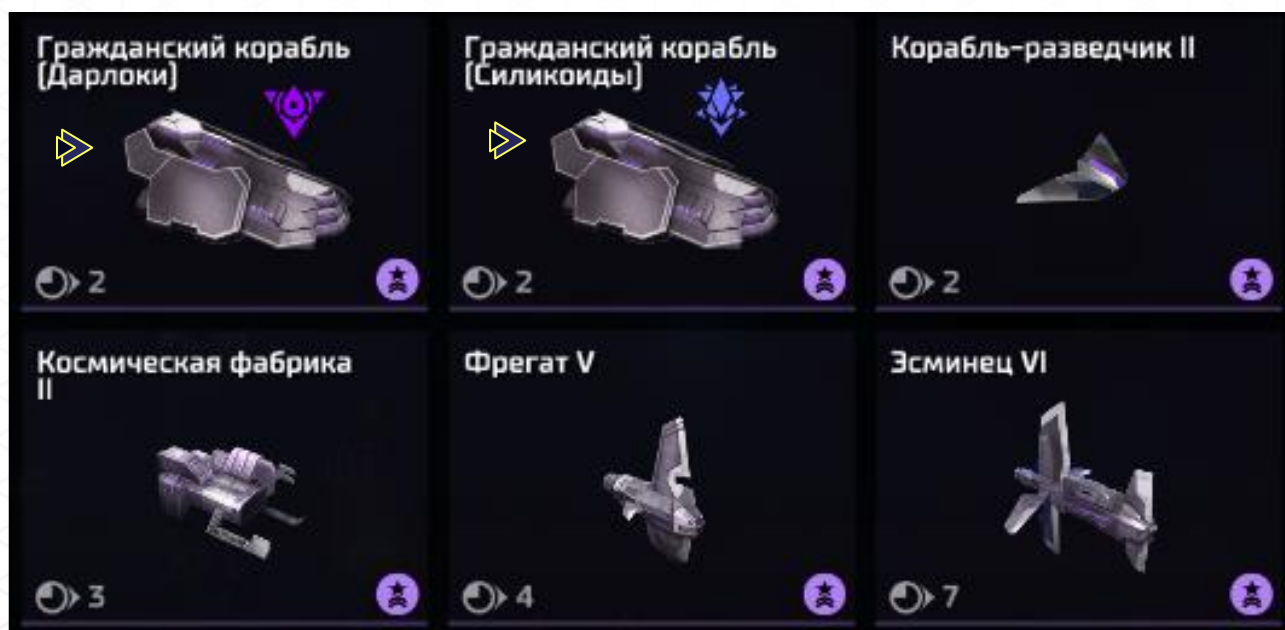 Гражданский корабль
[Дарлоки]
2
Гражданский корабль
[Силикоиды]
2
Корабль-разведчик II
2
Космическая фабрика
II
3
Фрегат V
4
Эсминец VI
7